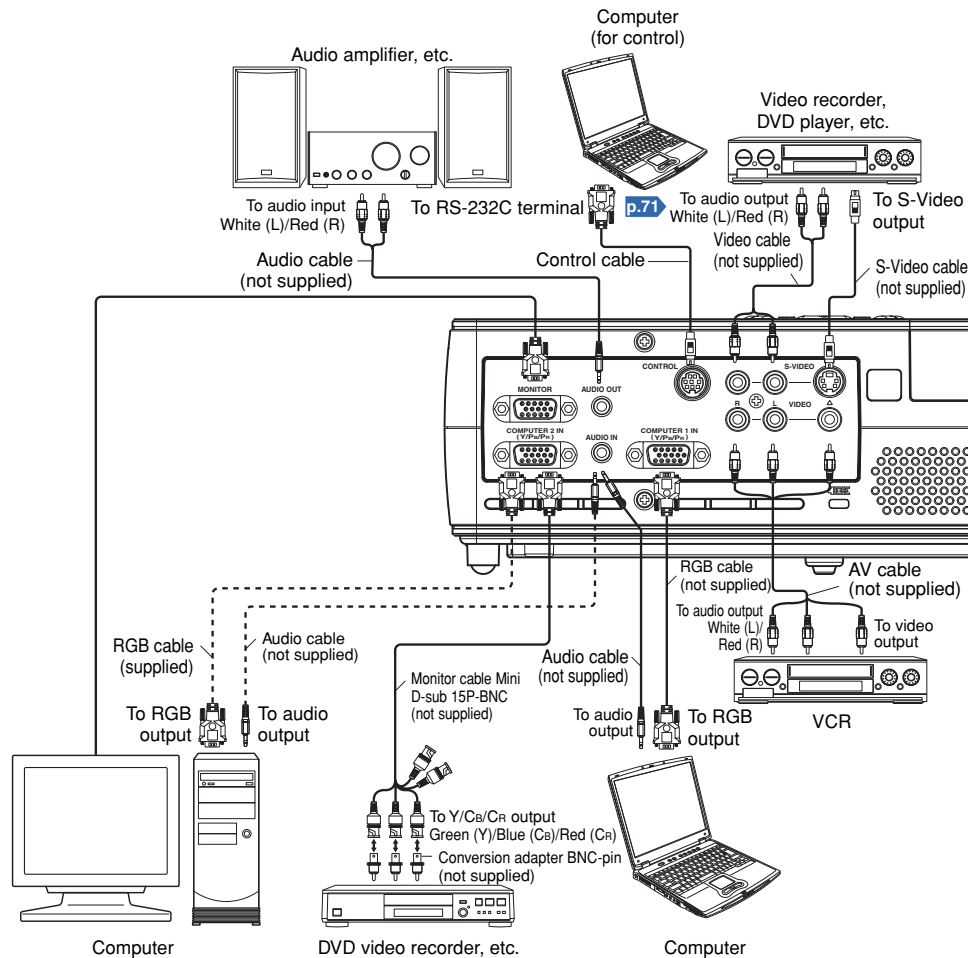 Computer
(for control)
Audio amplifier, etc.
Video recorder,
DVD player, etc.
To audio input
White (L)/Red (R)
To RS-232C terminal
p.71
To audio output
White (L)/Red (R)
To S-Video
output
Audio cable
(not supplied)
Control cable
Video cable
(not supplied)
S-Video cable
(not supplied)
CONTROL
S-VIDEO
MONITOR
AUDIO OUT
R
L
VIDEO
COMPUTER 2 IN
(Y/PB/PR)
AUDIO IN
COMPUTER 1 IN
(Y/PB/PR)
RGB cable
(not supplied)
AV cable
(not supplied)
To audio output
White (L)/
Red (R)
To video
output
RGB cable
(supplied)
Audio cable
(not supplied)
Monitor cable Mini
D-sub 15P-BNC
(not supplied)
Audio cable
(not supplied)
VCR
To RGB
output
To audio
output
To audio
output
To RGB
output
To Y/CB/CR output
Green (Y)/Blue (CB)/Red (CR)
Conversion adapter BNC-pin
(not supplied)
Computer
DVD video recorder, etc.
Computer